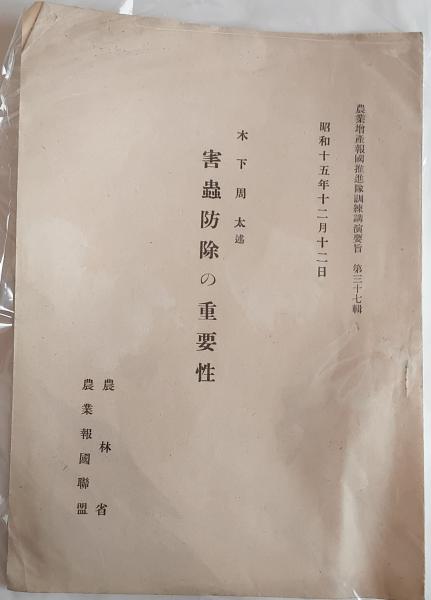 農業增產報國推進隊訓練講演要旨　第三十七輯
昭和十五年十二月十二日
木下周太述
害蟲防除の重要性
農林省
農業報國聯盟